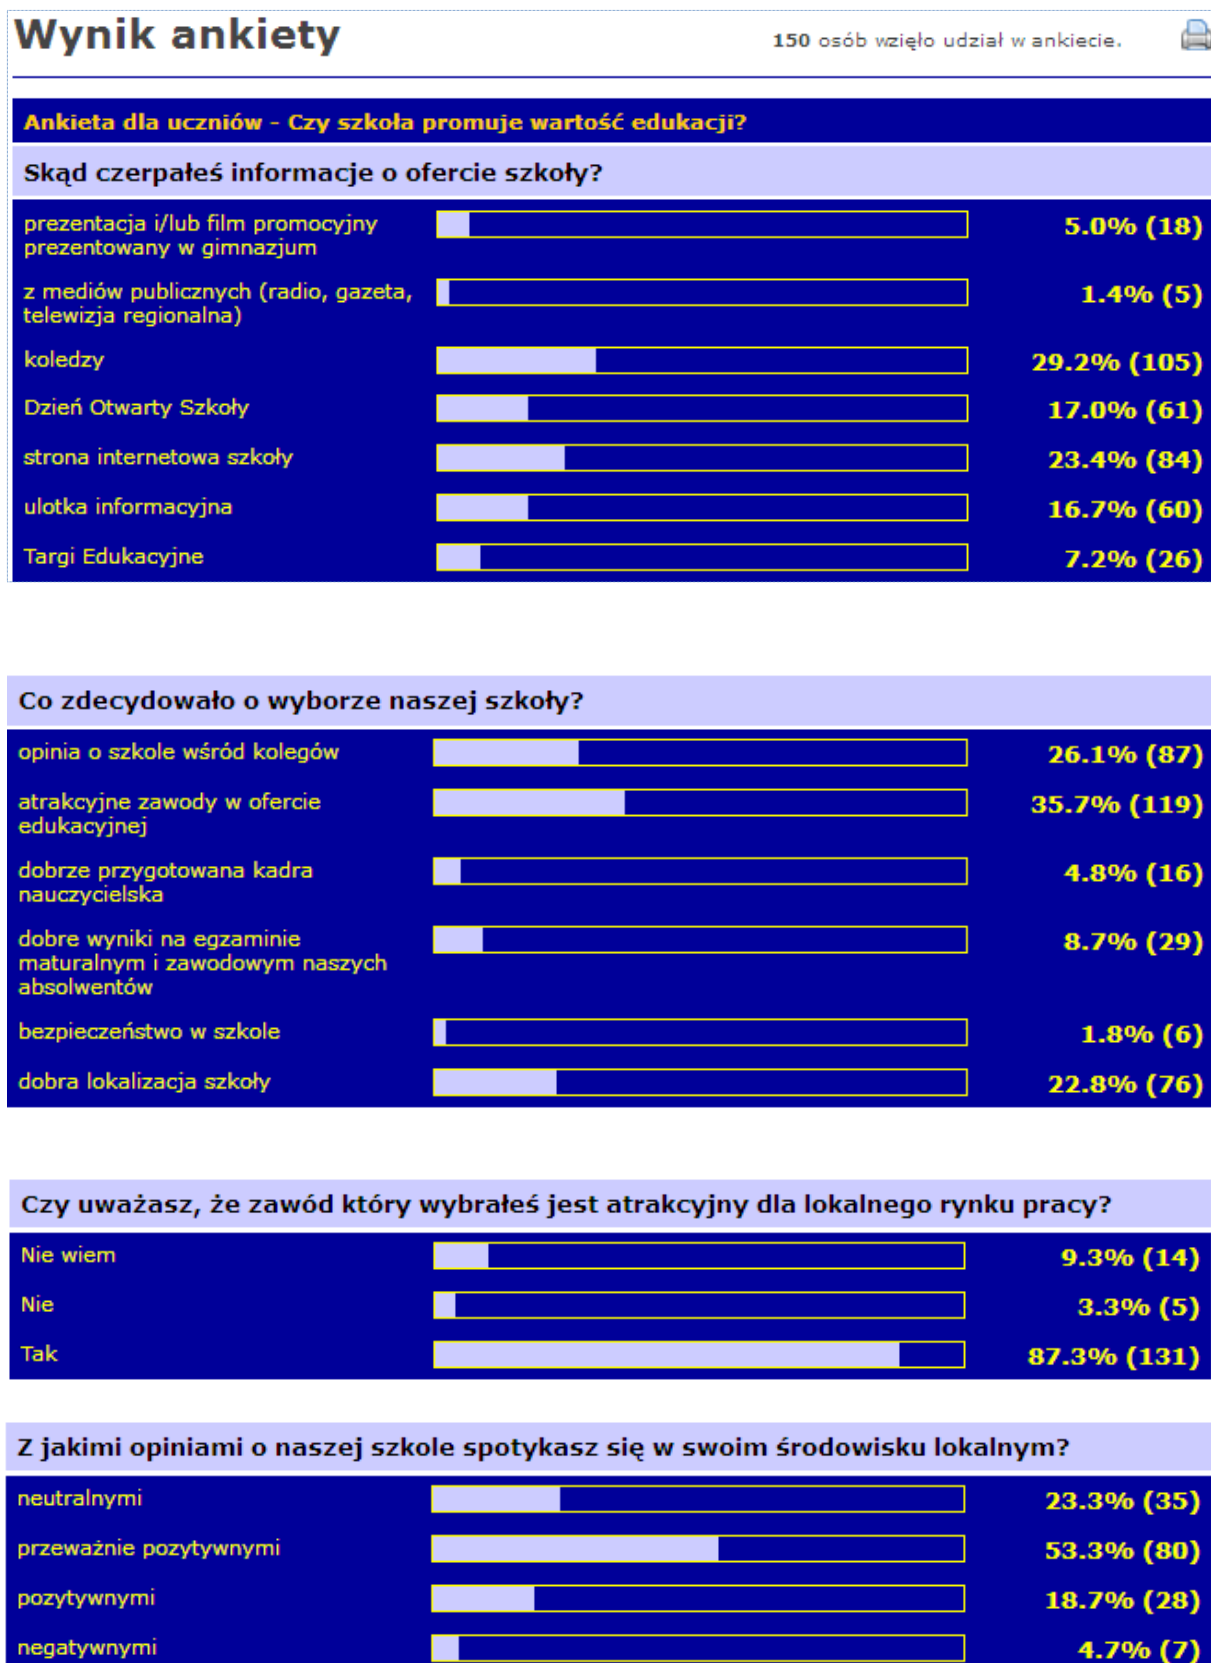 Wynik ankiety
150 osób wzięło udział w ankiecie.
Ankieta dla uczniów - Czy szkoła promuje wartość edukacji?
Skąd czerpałeś informacje o ofercie szkoły?
prezentacja i/lub film promocyjny
prezentowany w gimnazjum
5.0% (18)
z mediów publicznych (radio, gazeta,
telewizja regionalna)
1.4% (5)
koledzy
29.2% (105)
Dzień Otwarty Szkoły
17.0% (61)
strona internetowa szkoły
23.4% (84)
ulotka informacyjna
16.7% (60)
Targi Edukacyjne
7.2% (26)
Co zdecydowało o wyborze naszej szkoły?
opinia o szkole wśród kolegów
26.1% (87)
atrakcyjne zawody w ofercie
edukacyjnej
35.7% (119)
dobrze przygotowana kadra
nauczycielska
4.8% (16)
dobre wyniki na egzaminie
maturalnym i zawodowym naszych
absolwentów
8.7% (29)
bezpieczeństwo w szkole
1.8% (6)
dobra lokalizacja szkoły
22.8% (76)
Czy uważasz, że zawód który wybrałeś jest atrakcyjny dla lokalnego rynku pracy?
Nie wiem
9.3% (14)
Nie
3.3% (5)
Tak
87.3% (131)
Z jakimi opiniami o naszej szkole spotykasz się w swoim środowisku lokalnym?
neutralnymi
23.3% (35)
przeważnie pozytywnymi
53.3% (80)
pozytywnymi
18.7% (28)
negatywnymi
4.7% (7)